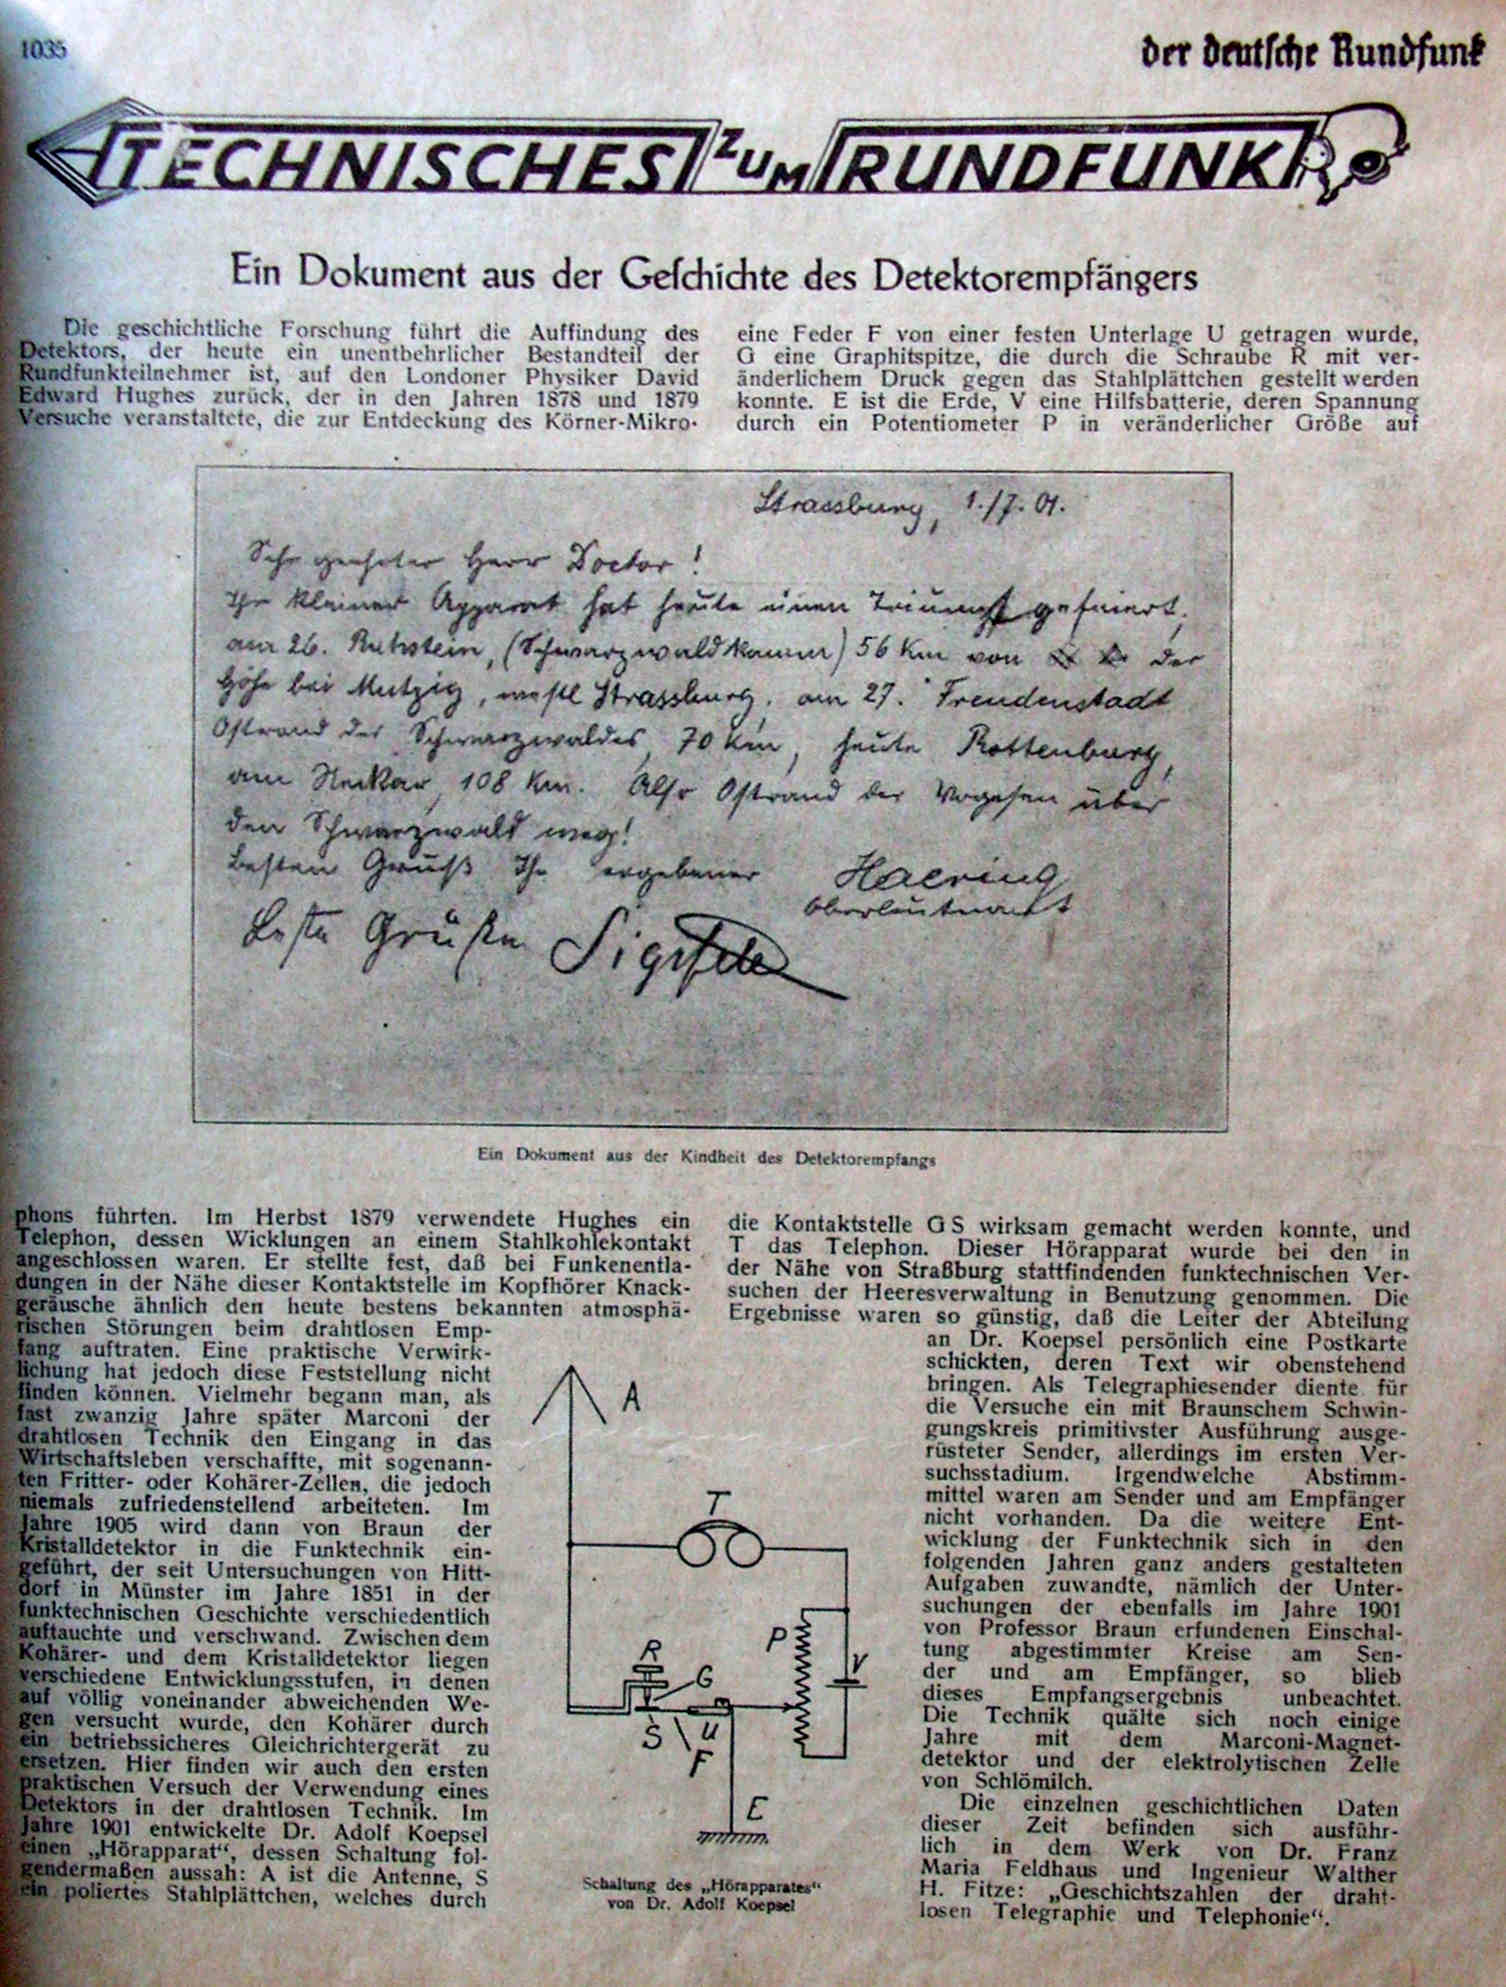 1035
der deutsche Rundfunk
TECHNISCHES ZUM RUNDFUNK
Ein Dokument aus der Geschichte des Detektorempfängers
Die geschichtliche Forschung führt die Auffindung des
Detektors, der heute ein unentbehrlicher Bestandteil der
Rundfunkteilnehmer ist, auf den Londoner Physiker David
Edward Hughes zurück, der in den Jahren 1878 und 1879
Versuche veranstaltete, die zur Entdeckung des Körner-Mikro-
eine Feder F von einer festen Unterlage U getragen wurde,
G eine Graphitspitze, die durch die Schraube R mit ver-
änderlichem Druck gegen das Stahlplättchen gestellt werden
konnte. E ist die Erde, V eine Hilfsbatterie, deren Spannung
durch ein Potentiometer P in veränderlicher Größe auf
Strassburg, 1./7. 01.
Sehr geehrter Herr Doctor!
Ihr kleiner Apparat hat heute einen Triumpf gefeiert,
am 26. Ruhstein, (Schwarzwaldkamm) 56 km von der
Höhe bei Mutzig, westl Strassburg, am 27. Freudenstadt
Ostrand des Schwarzwaldes 70 km, heute Rottenburg,
am Neckar, 108 km. Also Ostrand der Vogesen über
den Schwarzwald weg!
Besten Gruß Ihr ergebener Haering
Oberleutnant
Beste Grüße
Ein Dokument aus der Kindheit des Detektorempfangs
phons führten. Im Herbst 1879 verwendete Hughes ein
Telephon, dessen Wicklungen an einem Stahlkohlekontakt
angeschlossen waren. Er stellte fest, daß bei Funkenentla-
dungen in der Nähe dieser Kontaktstelle im Kopfhörer Knack-
geräusche ähnlich den heute bestens bekannten atmosphä-
rischen Störungen beim drahtlosen Emp-
fang auftraten. Eine praktische Verwirk-
lichung hat jedoch diese Feststellung nicht
finden können. Vielmehr begann man, als
fast zwanzig Jahre später Marconi der
drahtlosen Technik den Eingang in das
Wirtschaftsleben verschaffte, mit sogenann-
ten Fritter- oder Kohärer-Zellen, die jedoch
niemals zufriedenstellend arbeiteten. Im
Jahre 1905 wird dann von Braun der
Kristalldetektor in die Funktechnik ein-
geführt, der seit Untersuchungen von Hitt-
dorf in Münster im Jahre 1851 in der
funktechnischen Geschichte verschiedentlich
auftauchte und verschwand. Zwischen dem
Kohärer- und dem Kristalldetektor liegen
verschiedene Entwicklungsstufen, in denen
auf völlig voneinander abweichenden We-
gen versucht wurde, den Kohärer durch
ein betriebssicheres Gleichrichtergerät zu
ersetzen. Hier finden wir auch den ersten
praktischen Versuch der Verwendung eines
Detektors in der drahtlosen Technik. Im
Jahre 1901 entwickelte Dr. Adolf Koepsel
einen „Hörapparat“, dessen Schaltung fol-
gendermaßen aussah: A ist die Antenne, S
ein poliertes Stahlplättchen, welches durch
A
T
P
V
R
G
S
U
F
E
Schaltung des „Hörapparates“
von Dr. Adolf Koepsel
die Kontaktstelle G S wirksam gemacht werden konnte, und
T das Telephon. Dieser Hörapparat wurde bei den in
der Nähe von Straßburg stattfindenden funktechnischen Ver-
suchen der Heeresverwaltung in Benutzung genommen. Die
Ergebnisse waren so günstig, daß die Leiter der Abteilung
an Dr. Koepsel persönlich eine Postkarte
schickten, deren Text wir obenstehend
bringen. Als Telegraphiesender diente für
die Versuche ein mit Braunschem Schwin-
gungskreis primitivster Ausführung ausge-
rüsteter Sender, allerdings im ersten Ver-
suchsstadium. Irgendwelche Abstimm-
mittel waren am Sender und am Empfänger
nicht vorhanden. Da die weitere Ent-
wicklung der Funktechnik sich in den
folgenden Jahren ganz anders gestalteten
Aufgaben zuwandte, nämlich der Unter-
suchungen der ebenfalls im Jahre 1901
von Professor Braun erfundenen Einschal-
tung abgestimmter Kreise am Sen-
der und am Empfänger, so blieb
dieses Empfangsergebnis unbeachtet.
Die Technik quälte sich noch einige
Jahre mit dem Marconi-Magnet-
detektor und der elektrolytischen Zelle
von Schlömilch.
Die einzelnen geschichtlichen Daten
dieser Zeit befinden sich ausführ-
lich in dem Werk von Dr. Franz
Maria Feldhaus und Ingenieur Walther
H. Fitze: „Geschichtszahlen der draht-
losen Telegraphie und Telephonie“.